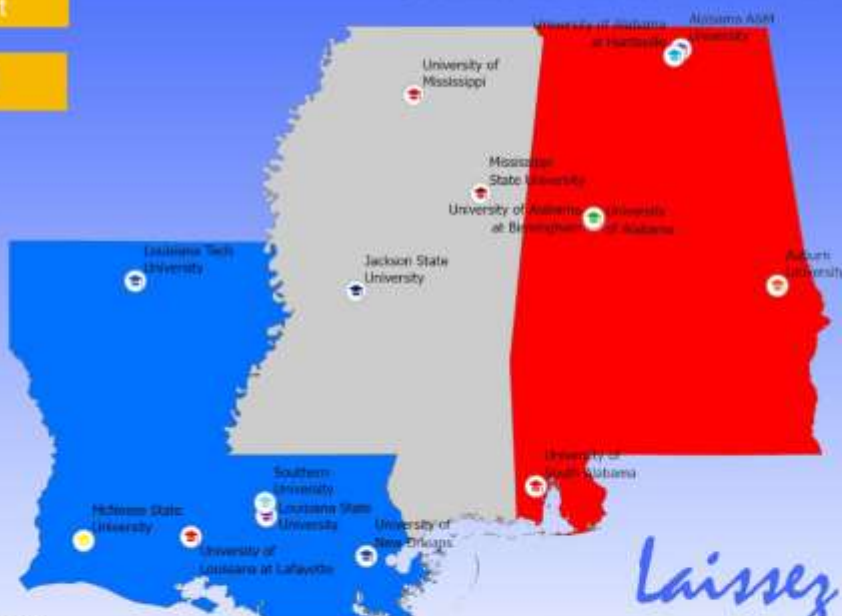 t
University of Alabama
at Huntsville
Alabama A&M
University
University of
Mississippi
Mississippi
State University
University of Alabama
at Birmingham
University
of Alabama
Louisiana Tech
University
Jackson State
University
Auburn
University
University of
South Alabama
Southern
University
Louisiana State
University
McNeese State
University
University of
New Orleans
University of
Louisiana at Lafayette
Laissez